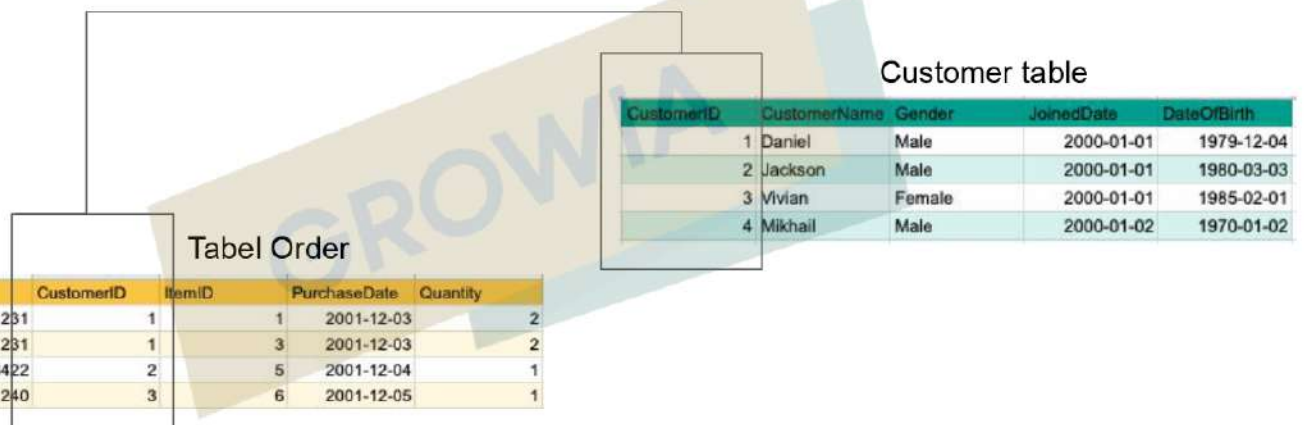 Customer table
CustomerID CustomerName Gender JoinedDate DateOfBirth
1 Daniel Male 2000-01-01 1979-12-04
2 Jackson Male 2000-01-01 1980-03-03
3 Vivian Female 2000-01-01 1985-02-01
4 Mikhail Male 2000-01-02 1970-01-02
GROWIA
Tabel Order
CustomerID ItemID PurchaseDate Quantity
231 1 1 2001-12-03 2
231 1 3 2001-12-03 2
422 2 5 2001-12-04 1
240 3 6 2001-12-05 1